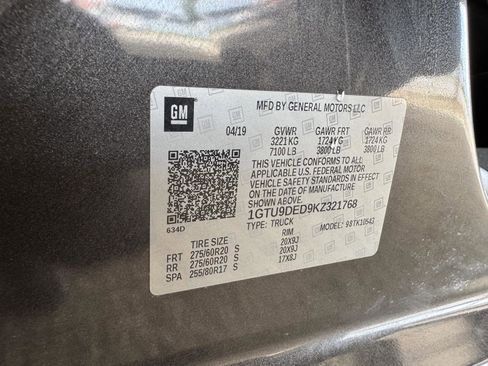 GM
MFD BY GENERAL MOTORS LLC
04/19 GVWR GAWR FRT GAWR RR
3221 KG 1724 KG 1724 KG
7100 LB 3800 LB 3800 LB
THIS VEHICLE CONFORMS TO ALL
APPLICABLE U.S. FEDERAL MOTOR
VEHICLE SAFETY STANDARDS IN EFFECT
ON THE DATE OF MANUFACTURE
SHOWN ABOVE.
1GTU9DED9KZ321768
TYPE: TRUCK MODEL: 98TK10543
634D
TIRE SIZE RIM
FRT 275/60R20 S 20X9J
RR 275/60R20 S 20X9J
SPA 255/80R17 S 17X8J